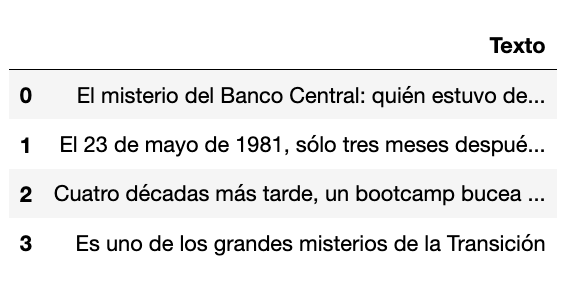 Texto
0 El misterio del Banco Central: quién estuvo de...
1 El 23 de mayo de 1981, sólo tres meses despué...
2 Cuatro décadas más tarde, un bootcamp bucea ...
3 Es uno de los grandes misterios de la Transición